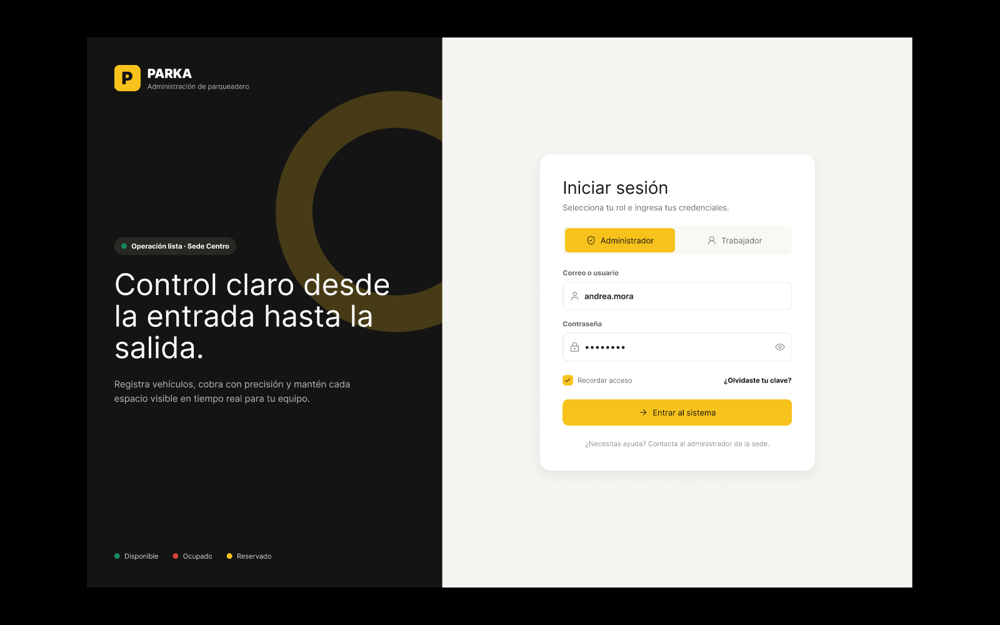 P
PARKA
Administración de parqueadero
Operación lista · Sede Centro
Control claro desde
la entrada hasta la
salida.
Registra vehículos, cobra con precisión y mantén cada
espacio visible en tiempo real para tu equipo.
Disponible
Ocupado
Reservado
Iniciar sesión
Selecciona tu rol e ingresa tus credenciales.
Administrador
Trabajador
Correo o usuario
andrea.mora
Contraseña
••••••••
Recordar acceso
¿Olvidaste tu clave?
Entrar al sistema
¿Necesitas ayuda? Contacta al administrador de la sede.